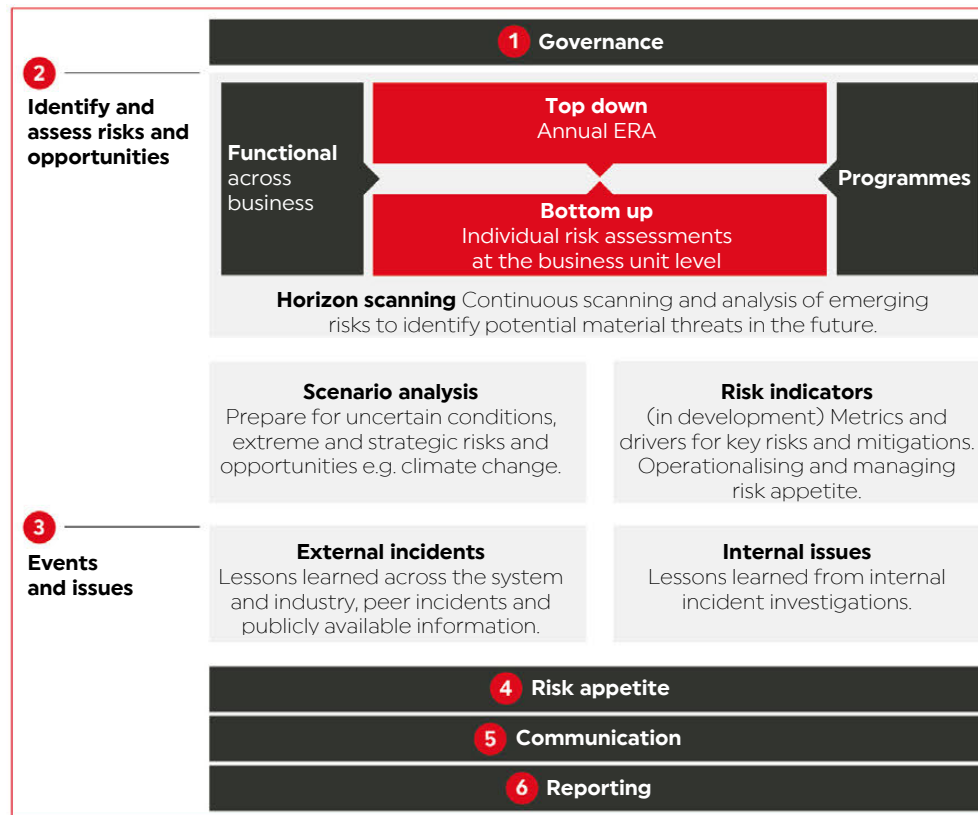 1 Governance
2
Identify and
assess risks and
opportunities
Functional
across
business
Top down
Annual ERA
Bottom up
Individual risk assessments
at the business unit level
Programmes
Horizon scanning Continuous scanning and analysis of emerging
risks to identify potential material threats in the future.
Scenario analysis
Prepare for uncertain conditions,
extreme and strategic risks and
opportunities e.g. climate change.
Risk indicators
(in development) Metrics and
drivers for key risks and mitigations.
Operationalising and managing
risk appetite.
3
Events
and issues
External incidents
Lessons learned across the system
and industry, peer incidents and
publicly available information.
Internal issues
Lessons learned from internal
incident investigations.
4 Risk appetite
5 Communication
6 Reporting